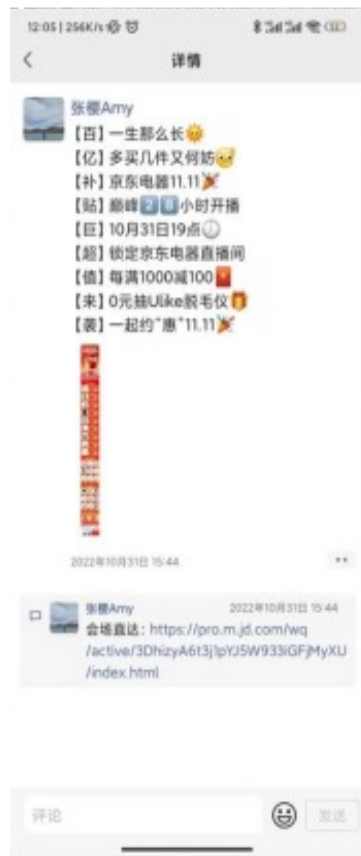 12:05 | 256K/s
详情
张樱Amy
【百】一生那么长
【亿】多买几件又何妨
【补】京东电器11.11
【贴】巅峰28小时开播
【巨】10月31日19点
【超】锁定京东电器直播间
【值】每满1000减100
【来】0元抽Ulike脱毛仪
【袭】一起约"惠"11.11
2022年10月31日 15:44
张樱Amy 2022年10月31日 15:44
会场直达: https://pro.m.jd.com/wq
/active/3DhizyA6t3j1pYJ5W933iGFjMyXU
/index.html
评论 发送